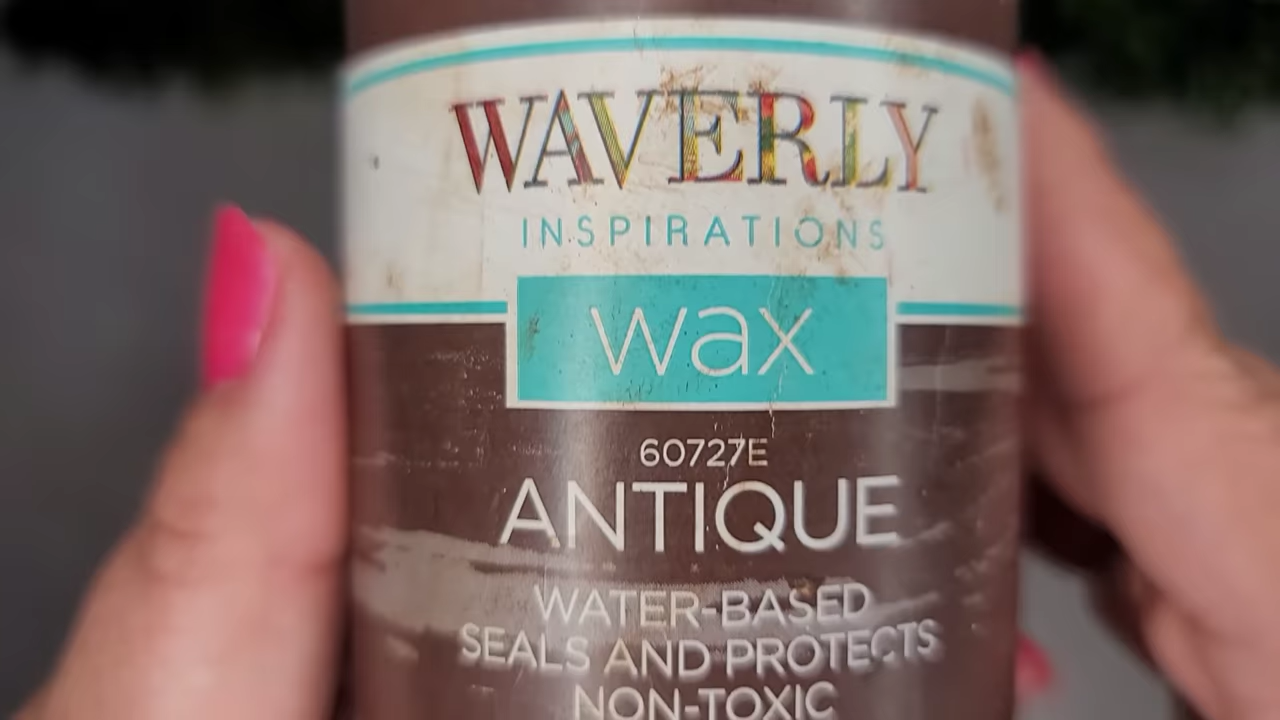 WAVERLY
INSPIRATIONS
wax
60727E
ANTIQUE
WATER-BASED
SEALS AND PROTECTS
NON-TOXIC